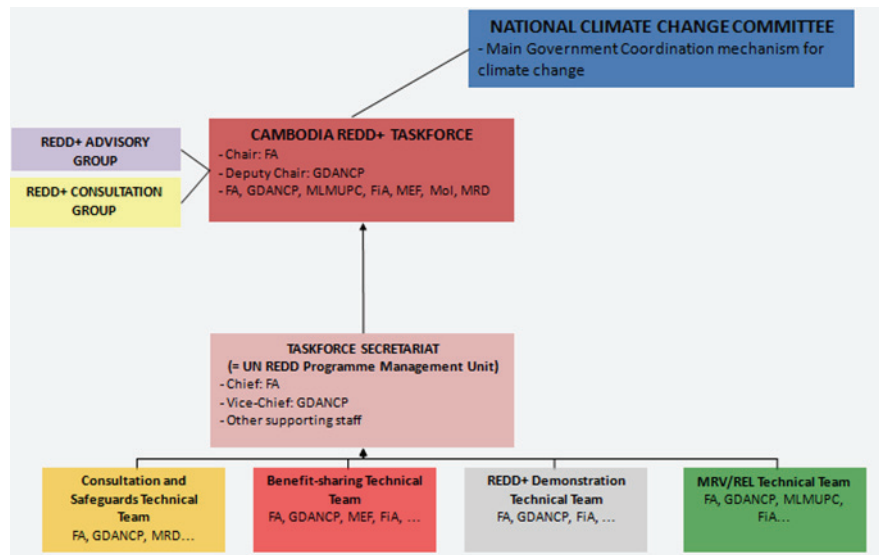 NATIONAL CLIMATE CHANGE COMMITTEE
- Main Government Coordination mechanism for
climate change
CAMBODIA REDD+ TASKFORCE
- Chair: FA
- Deputy Chair: GDANCP
- FA, GDANCP, MLMUPC, FiA, MEF, MoI, MRD
REDD+ ADVISORY
GROUP
REDD+ CONSULTATION
GROUP
TASKFORCE SECRETARIAT
(= UN REDD Programme Management Unit)
- Chief: FA
- Vice-Chief: GDANCP
- Other supporting staff
Consultation and
Safeguards Technical
Team
FA, GDANCP, MRD...
Benefit-sharing Technical
Team
FA, GDANCP, MEF, FiA, ...
REDD+ Demonstration
Technical Team
FA, GDANCP, FiA, ...
MRV/REL Technical Team
FA, GDANCP, MLMUPC,
FiA...